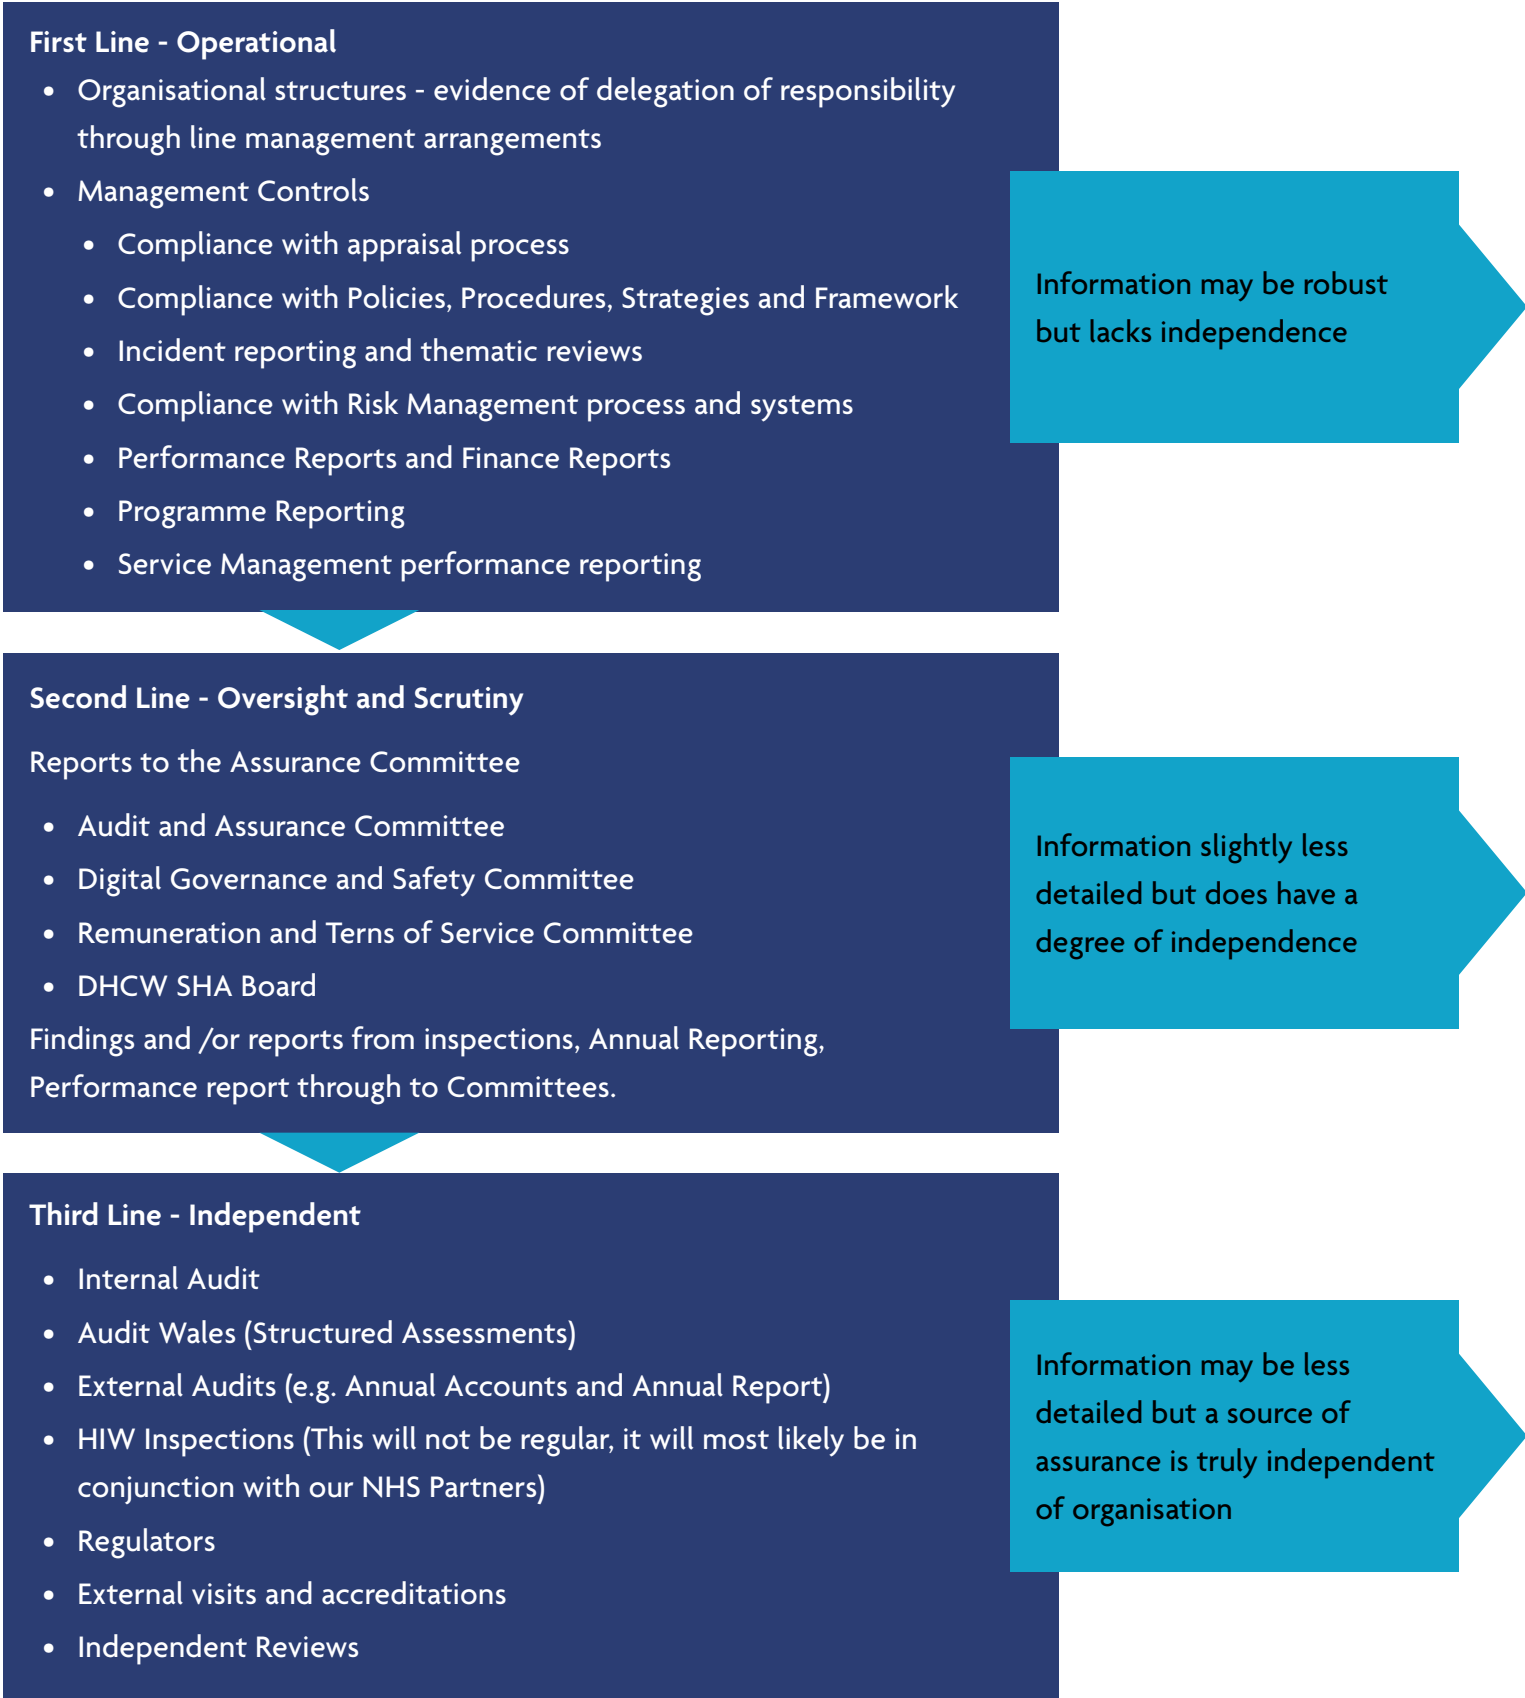 First Line - Operational
• Organisational structures - evidence of delegation of responsibility
through line management arrangements
• Management Controls
• Compliance with appraisal process
• Compliance with Policies, Procedures, Strategies and Framework
• Incident reporting and thematic reviews
• Compliance with Risk Management process and systems
• Performance Reports and Finance Reports
• Programme Reporting
• Service Management performance reporting
Information may be robust
but lacks independence
Second Line - Oversight and Scrutiny
Reports to the Assurance Committee
• Audit and Assurance Committee
• Digital Governance and Safety Committee
• Remuneration and Terns of Service Committee
• DHCW SHA Board
Findings and /or reports from inspections, Annual Reporting,
Performance report through to Committees.
Information slightly less
detailed but does have a
degree of independence
Third Line - Independent
• Internal Audit
• Audit Wales (Structured Assessments)
• External Audits (e.g. Annual Accounts and Annual Report)
• HIW Inspections (This will not be regular, it will most likely be in
conjunction with our NHS Partners)
• Regulators
• External visits and accreditations
• Independent Reviews
Information may be less
detailed but a source of
assurance is truly independent
of organisation